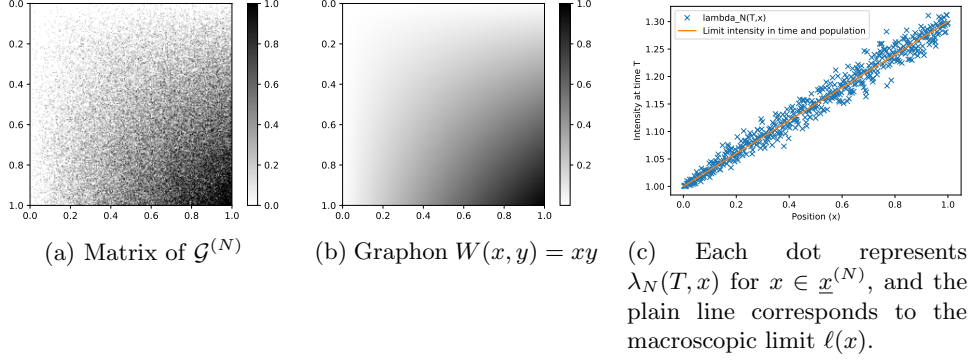 0.0
0.2
0.4
0.6
0.8
1.0
0.0 0.2 0.4 0.6 0.8 1.0
1.0
0.8
0.6
0.4
0.2
0.0
(a) Matrix of 𝒢^(N)
0.0
0.2
0.4
0.6
0.8
1.0
0.0 0.2 0.4 0.6 0.8 1.0
1.0
0.8
0.6
0.4
0.2
(b) Graphon W(x, y) = xy
lambda_N(T,x)
Limit intensity in time and population
Intensity at time T
1.30
1.25
1.20
1.15
1.10
1.05
1.00
0.0 0.2 0.4 0.6 0.8 1.0
Position (x)
(c) Each dot represents
λ_N(T, x) for x ∈ x^(N), and the
plain line corresponds to the
macroscopic limit ℓ(x).